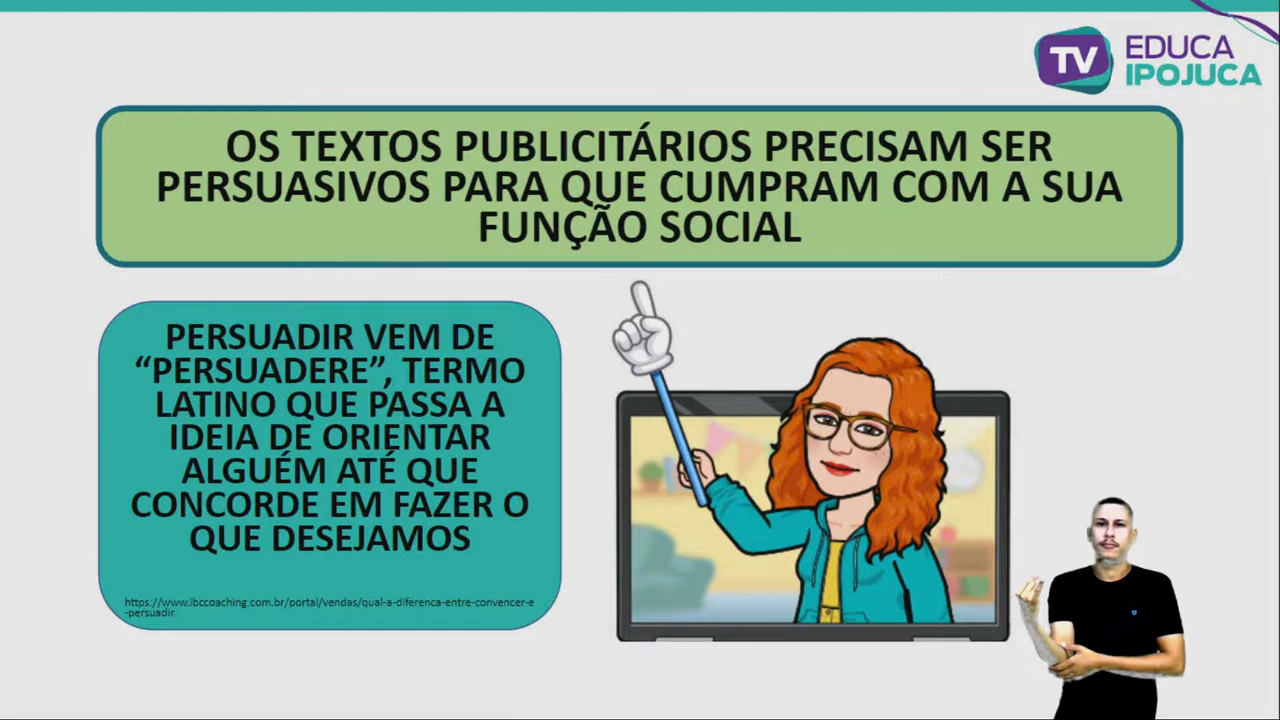 TV EDUCA
IPOJUCA
OS TEXTOS PUBLICITÁRIOS PRECISAM SER
PERSUASIVOS PARA QUE CUMPRAM COM A SUA
FUNÇÃO SOCIAL
PERSUADIR VEM DE
“PERSUADERE”, TERMO
LATINO QUE PASSA A
IDEIA DE ORIENTAR
ALGUÉM ATÉ QUE
CONCORDE EM FAZER O
QUE DESEJAMOS
https://www.ibccoaching.com.br/portal/vendas/qual-a-diferenca-entre-convencer-e
-persuadir